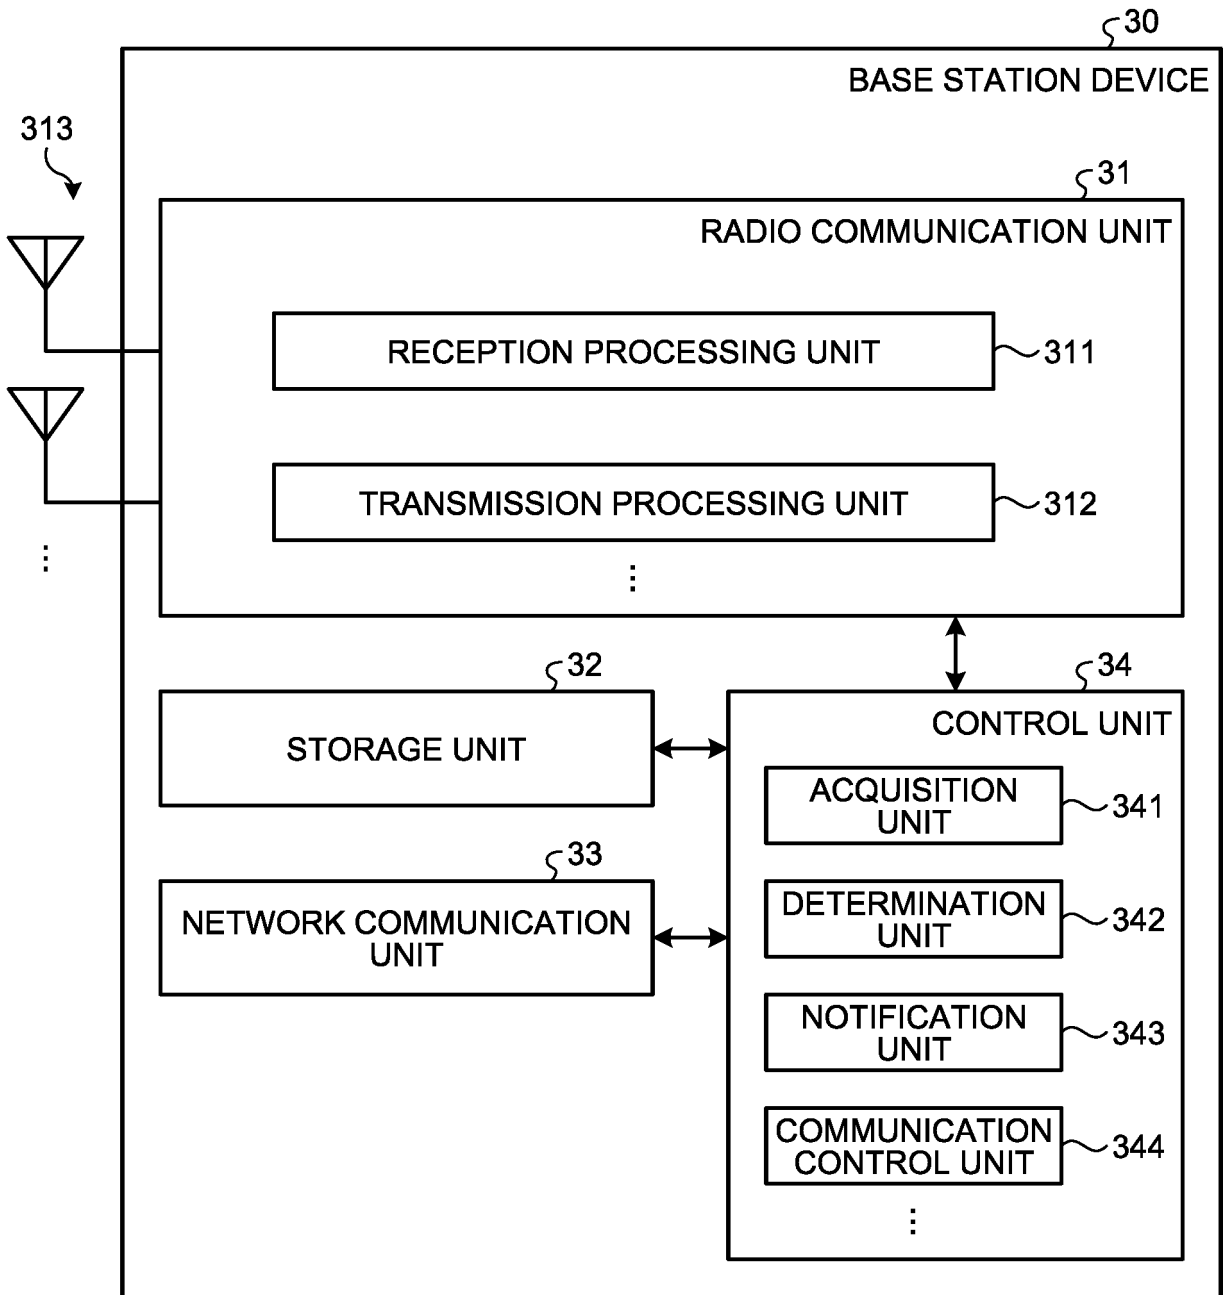 30
BASE STATION DEVICE
313
31
RADIO COMMUNICATION UNIT
RECEPTION PROCESSING UNIT
311
TRANSMISSION PROCESSING UNIT
312
32
STORAGE UNIT
33
NETWORK COMMUNICATION
UNIT
34
CONTROL UNIT
ACQUISITION
UNIT
341
DETERMINATION
UNIT
342
NOTIFICATION
UNIT
343
COMMUNICATION
CONTROL UNIT
344